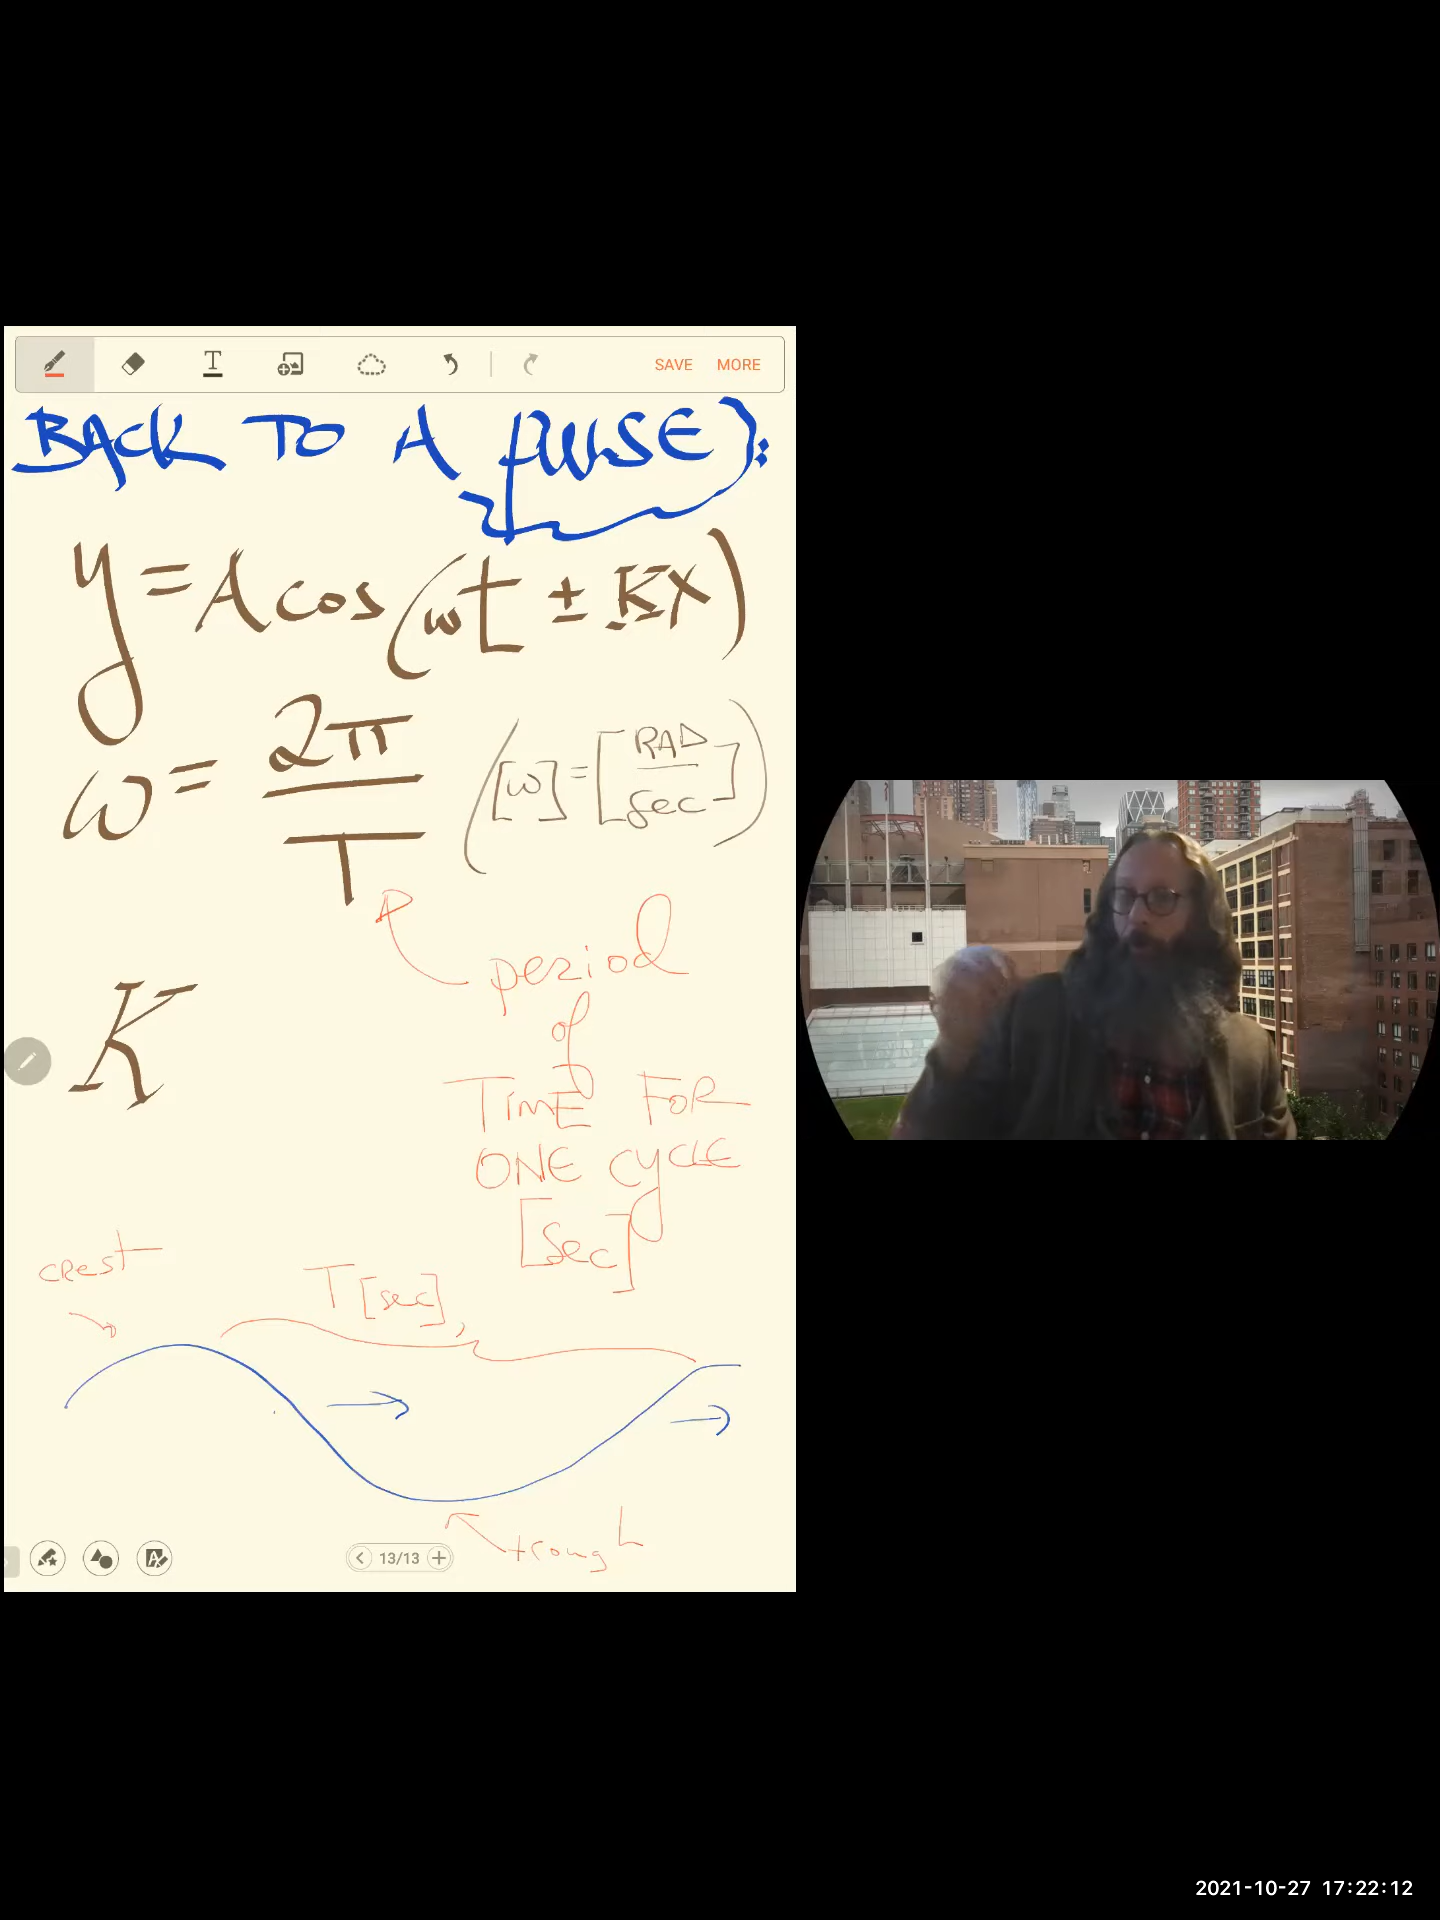 T
SAVE MORE
BACK TO A PULSE):
y = A cos(ωt ± KX)
ω = 2π
T
([ω] = [RAD
sec])
period
of
TIME FOR
ONE CYCLE
[sec]
K
crest
T [sec],
trough
13/13
A
2021-10-27 17:22:12